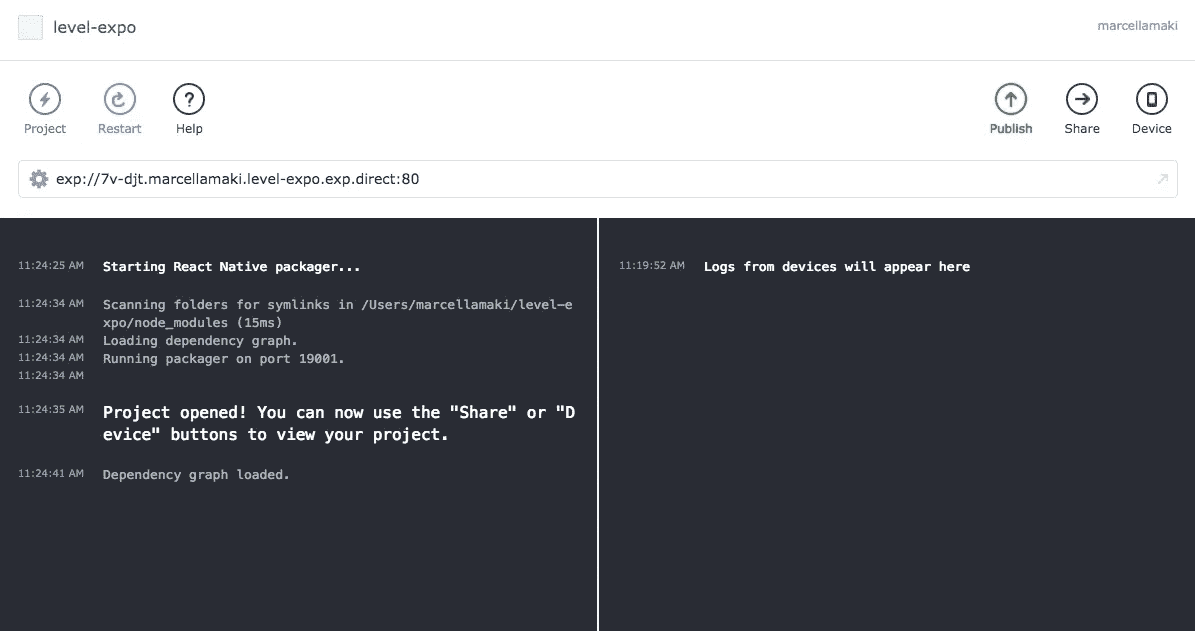 level-expo
marcellamaki
Project
Restart
Help
Publish
Share
Device
exp://7v-djt.marcellamaki.level-expo.exp.direct:80
11:24:25 AM Starting React Native packager...
11:24:34 AM Scanning folders for symlinks in /Users/marcellamaki/level-e
xpo/node_modules (15ms)
11:24:34 AM Loading dependency graph.
11:24:34 AM Running packager on port 19001.
11:24:34 AM
11:24:35 AM Project opened! You can now use the "Share" or "D
evice" buttons to view your project.
11:24:41 AM Dependency graph loaded.
11:19:52 AM Logs from devices will appear here